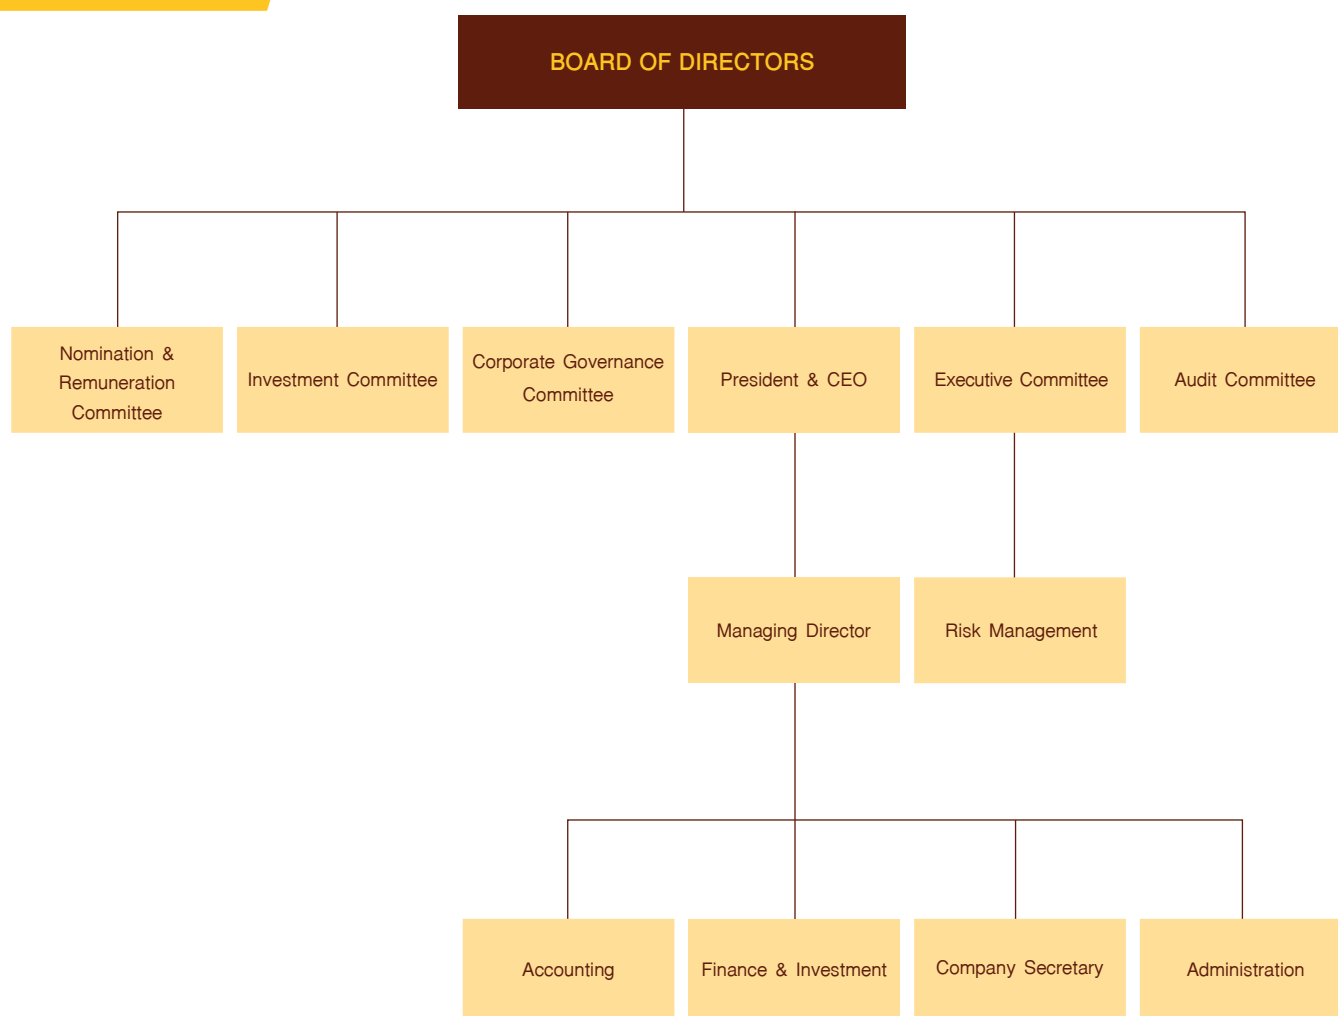 BOARD OF DIRECTORS
Nomination &
Remuneration
Committee
Investment Committee
Corporate Governance
Committee
President & CEO
Executive Committee
Audit Committee
Managing Director
Risk Management
Accounting
Finance & Investment
Company Secretary
Administration